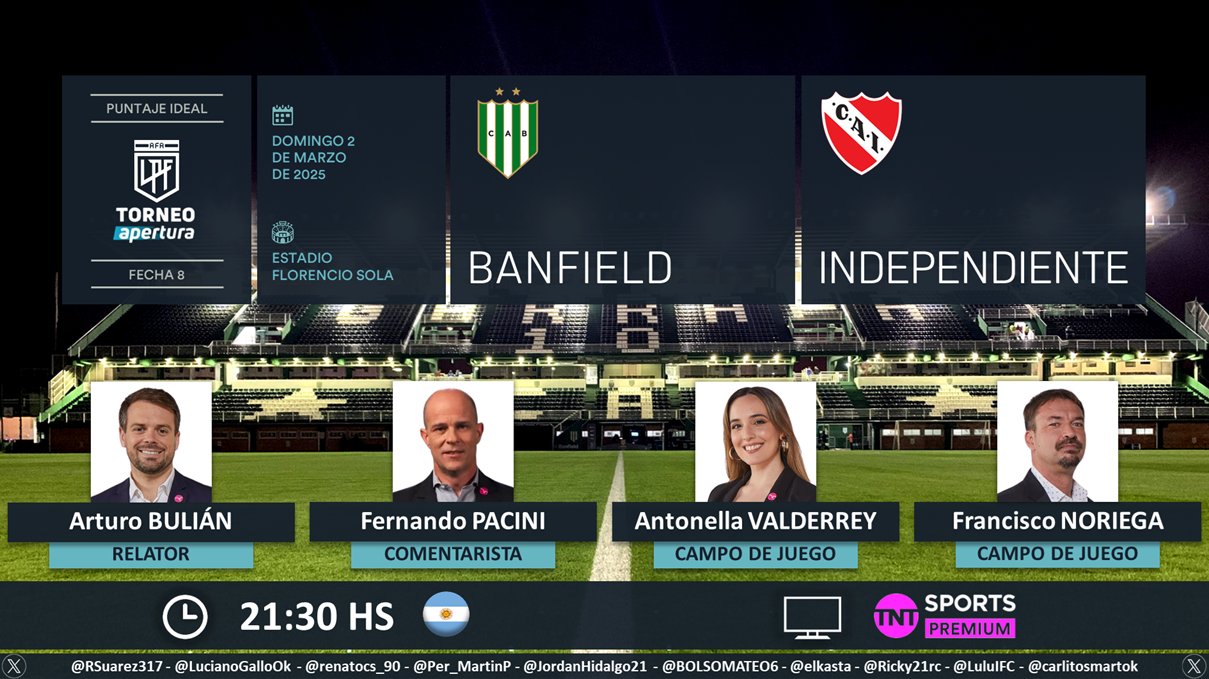 PUNTAJE IDEAL
AFA
LPF
TORNEO
apertura
FECHA 8
DOMINGO 2
DE MARZO
DE 2025
ESTADIO
FLORENCIO SOLA
C A B
BANFIELD
C.A.I.
INDEPENDIENTE
Arturo BULIÁN
RELATOR
Fernando PACINI
COMENTARISTA
Antonella VALDERREY
CAMPO DE JUEGO
Francisco NORIEGA
CAMPO DE JUEGO
21:30 HS
TNT SPORTS
PREMIUM
@RSuarez317 - @LucianoGalloOk - @renatocs_90 - @Per_MartinP - @JordanHidalgo21 - @BOLSOMATEO6 - @elkasta - @Ricky21rc - @LuluIFC - @carlitosmartok